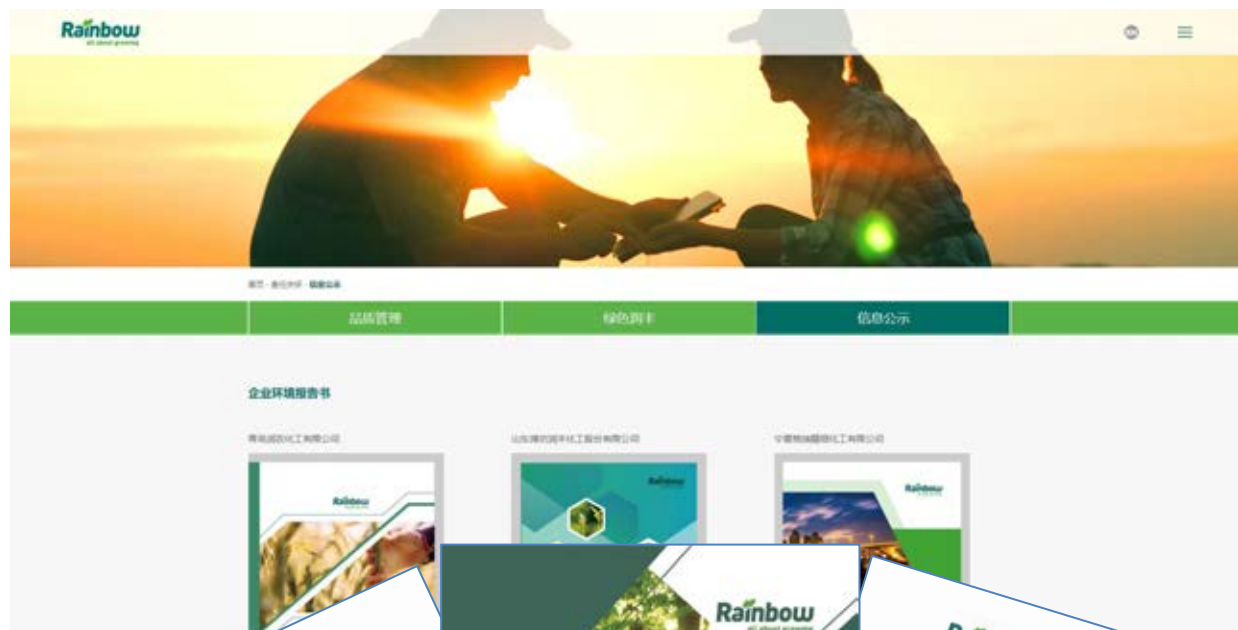 Rainbow
all about growing
首页 - 责任关怀 - 信息公示
品质管理
绿色润丰
信息公示
企业环境报告书
青岛润农化工有限公司
山东潍坊润丰化工股份有限公司
宁夏格瑞精细化工有限公司
Rainbow
Rainbow
Rainbow
Rainbow
all about growing